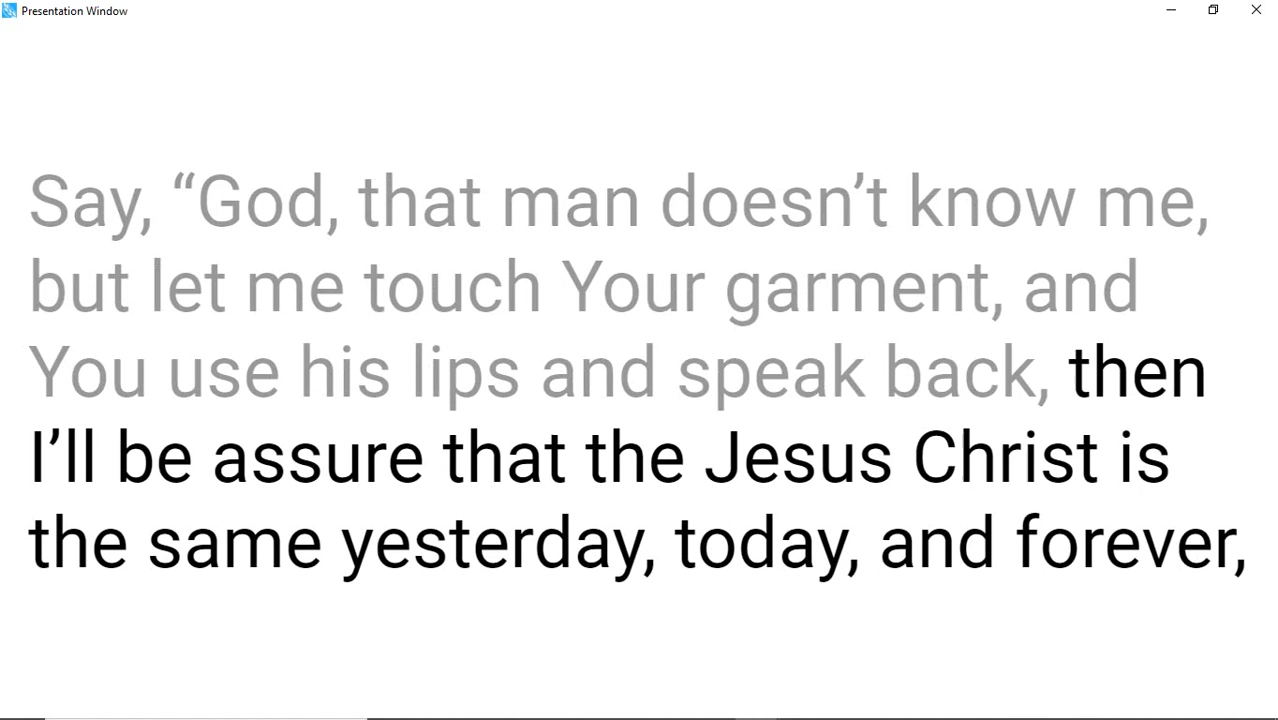 Presentation Window
Say, “God, that man doesn’t know me,
but let me touch Your garment, and
You use his lips and speak back, then
I’ll be assure that the Jesus Christ is
the same yesterday, today, and forever,